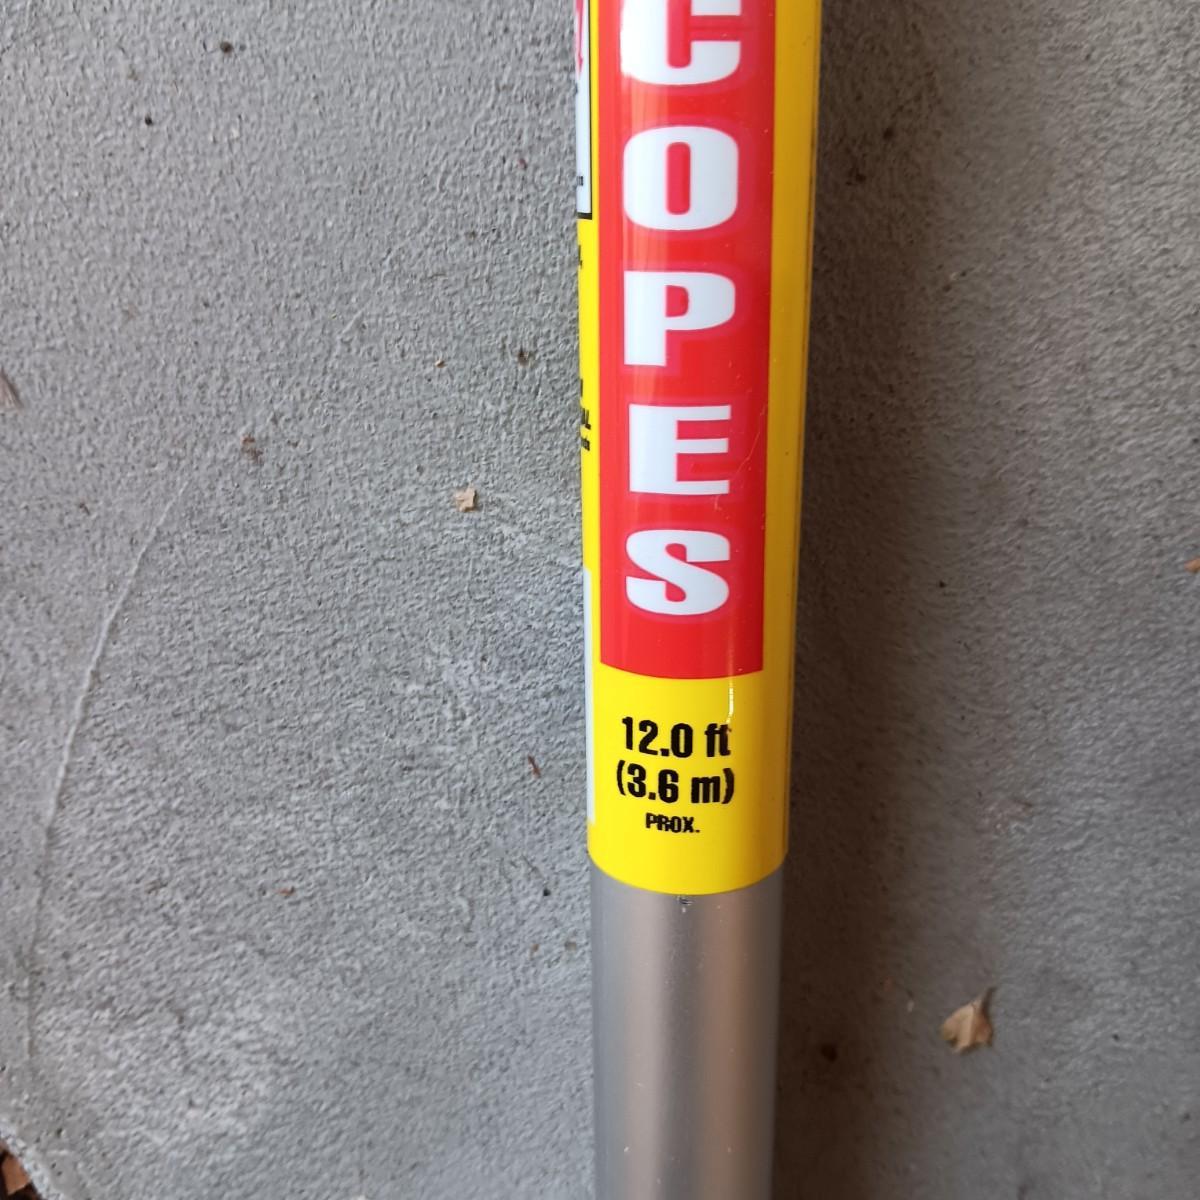 COPES
12.0 ft
(3.6 m)
PROX.